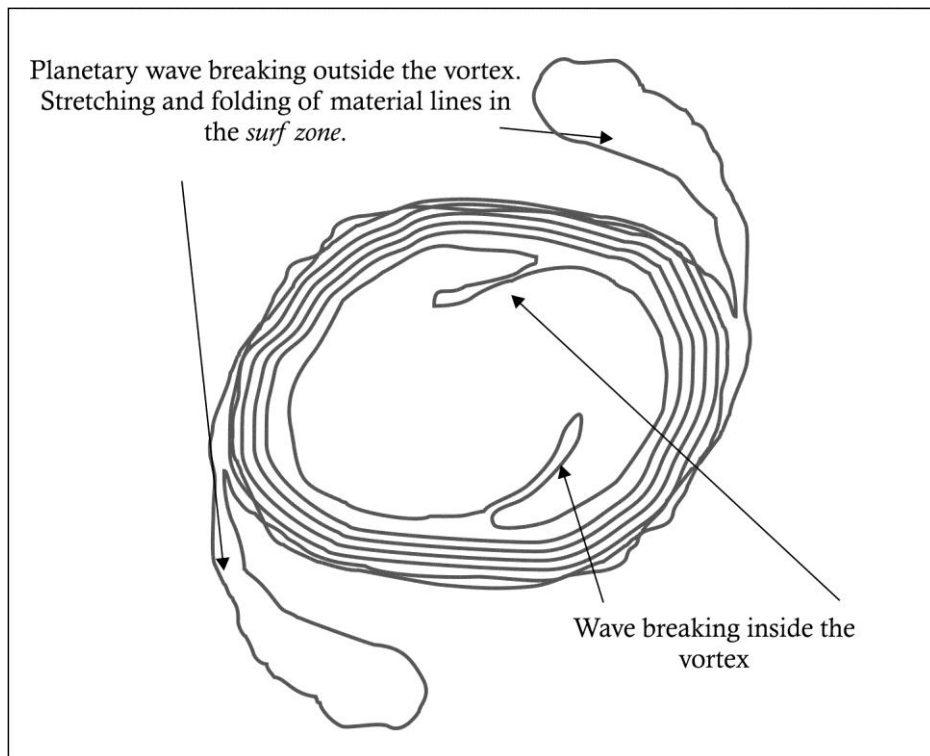 Planetary wave breaking outside the vortex.
Stretching and folding of material lines in
the surf zone.
Wave breaking inside the
vortex